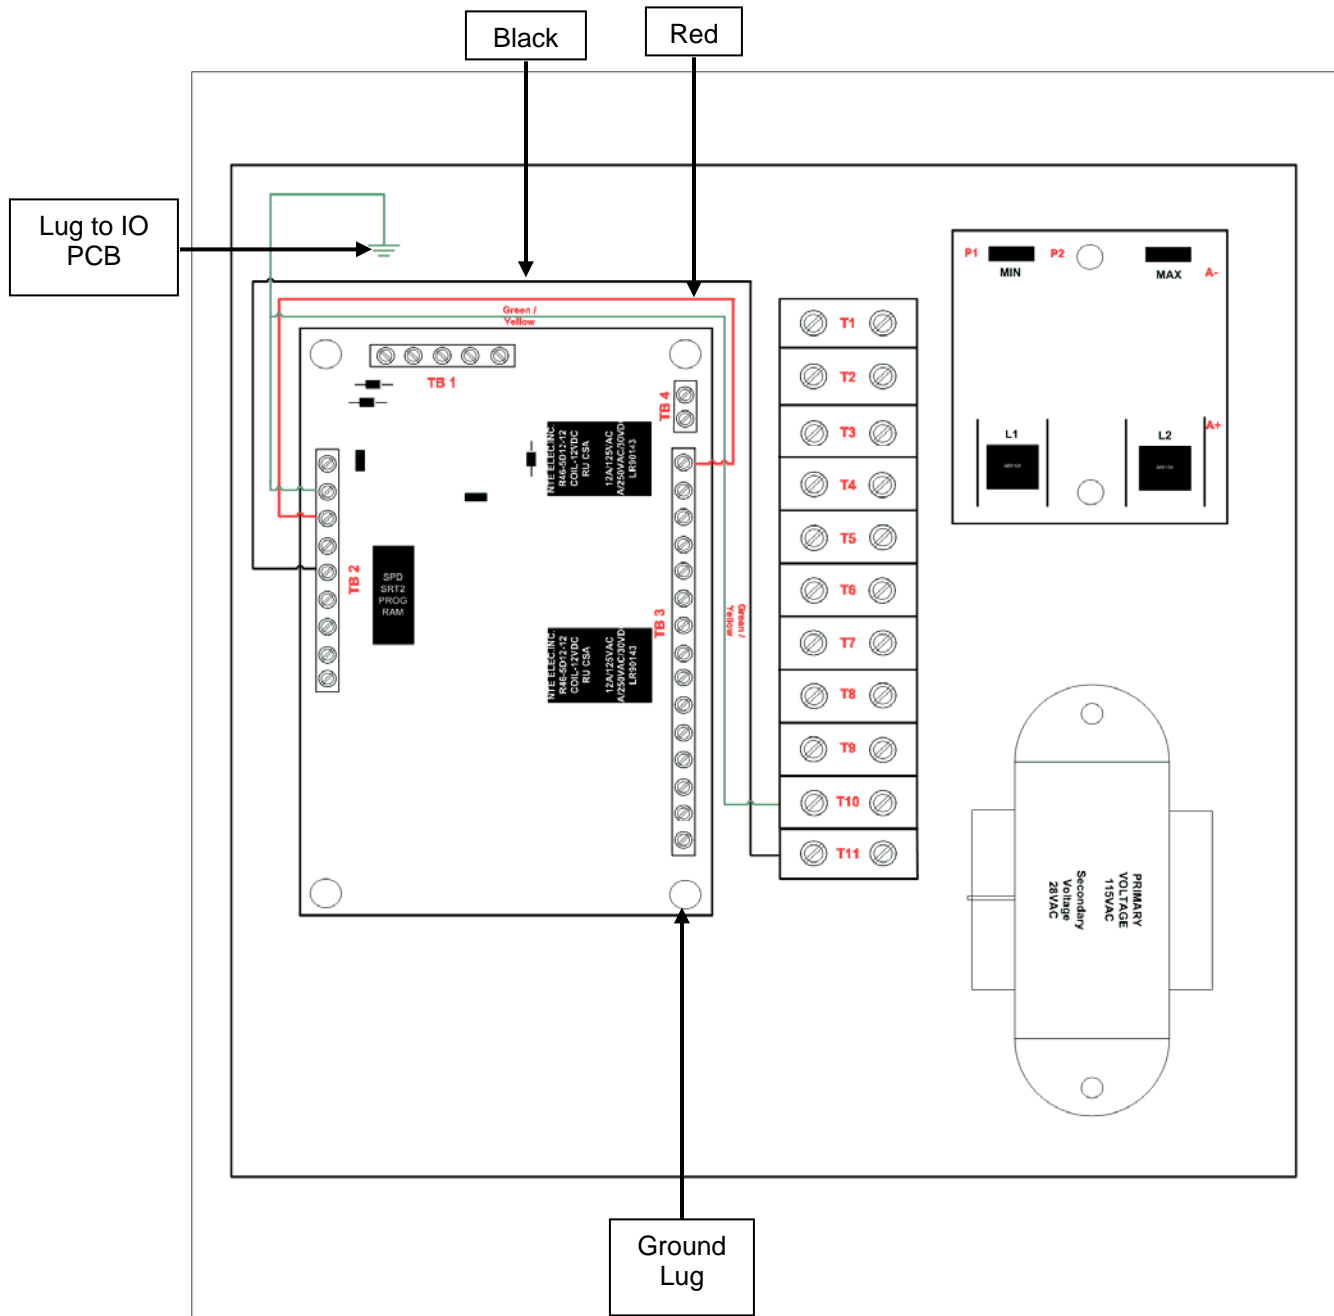 Black
Red
Lug to IO
PCB
P1
MIN
P2
MAX
A-
Green /
Yellow
TB 1
TB 4
T1
T2
T3
T4
T5
T6
T7
T8
T9
T10
T11
L1
L2
A+
NTE ELEC.INC.
R46-5D12-12
COIL-12VDC
RU CSA
12A/125VAC
A/250VAC/30VD
LR90143
TB 2
SPD
SRT2
PROG
RAM
TB 3
Green /
Yellow
NTE ELEC.INC.
R46-5D12-12
COIL-12VDC
RU CSA
12A/125VAC
A/250VAC/30VD
LR90143
PRIMARY
VOLTAGE
115VAC
Secondary
Voltage
28VAC
Ground
Lug